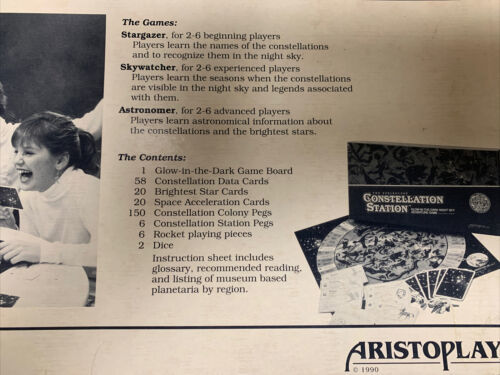 The Games:
Stargazer, for 2-6 beginning players
Players learn the names of the constellations
and to recognize them in the night sky.
Skywatcher, for 2-6 experienced players
Players learn the seasons when the constellations
are visible in the night sky and legends associated
with them.
Astronomer, for 2-6 advanced players
Players learn astronomical information about
the constellations and the brightest stars.
The Contents:
1 Glow-in-the-Dark Game Board
58 Constellation Data Cards
20 Brightest Star Cards
20 Space Acceleration Cards
150 Constellation Colony Pegs
6 Constellation Station Pegs
6 Rocket playing pieces
2 Dice
Instruction sheet includes
glossary, recommended reading,
and listing of museum based
planetaria by region.
CONSTELLATION
STATION
ARISTOPLAY
© 1990